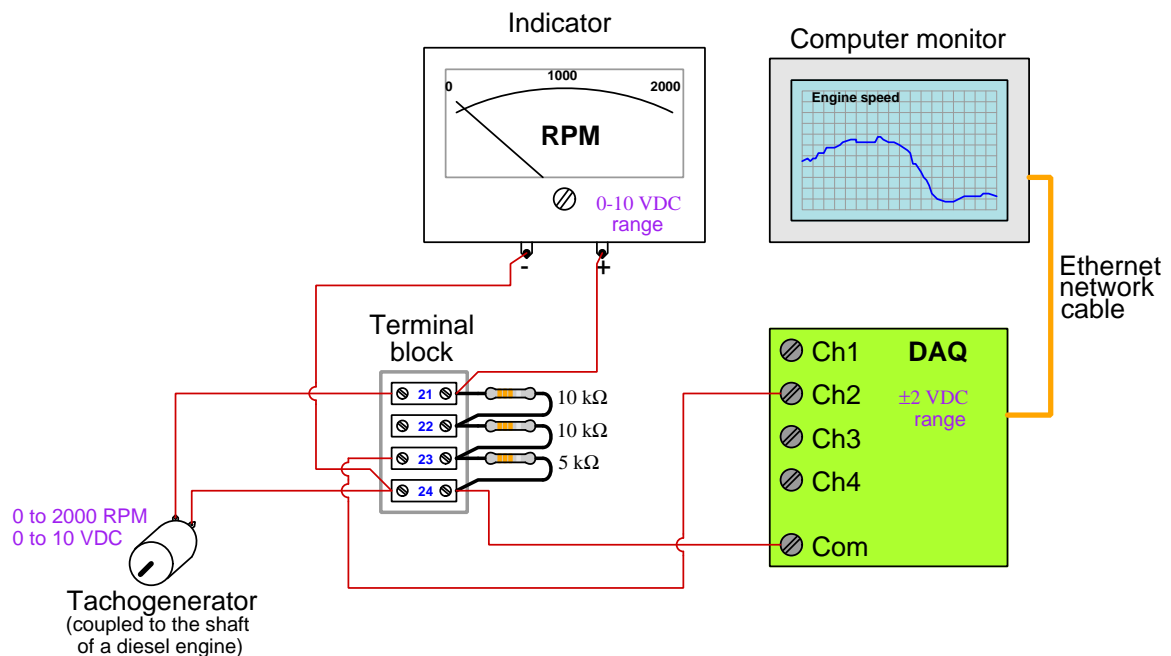 Indicator
0
1000
2000
RPM
0-10 VDC
range
-
+
Computer monitor
Engine speed
Ethernet
network
cable
Terminal
block
21
22
23
24
10 kΩ
10 kΩ
5 kΩ
Ch1
DAQ
Ch2
±2 VDC
range
Ch3
Ch4
Com
0 to 2000 RPM
0 to 10 VDC
Tachogenerator
(coupled to the shaft
of a diesel engine)